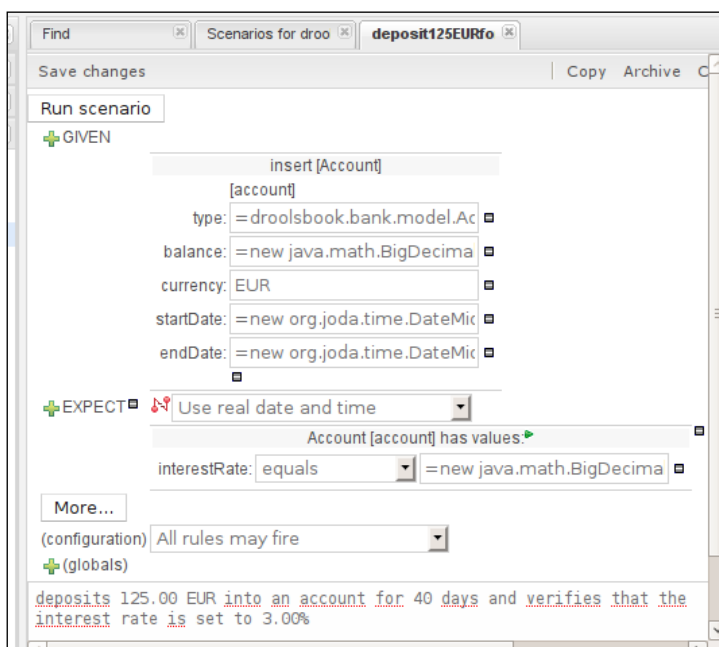 Find Scenarios for droo deposit125EURfo
Save changes Copy Archive C
Run scenario
GIVEN
insert [Account]
[account]
type: =droolsbook.bank.model.Ac
balance: =new java.math.BigDecima
currency: EUR
startDate: =new org.joda.time.DateMid
endDate: =new org.joda.time.DateMid
EXPECT Use real date and time
Account [account] has values:
interestRate: equals =new java.math.BigDecima
More...
(configuration) All rules may fire
(globals)
deposits 125.00 EUR into an account for 40 days and verifies that the
interest rate is set to 3.00%